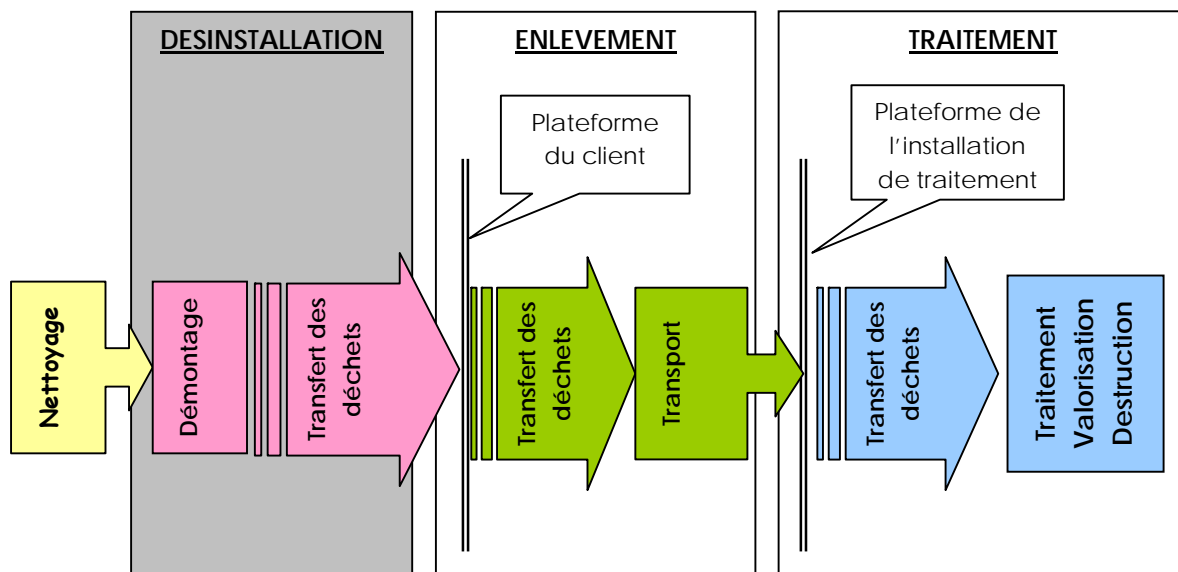 DESINSTALLATION
ENLEVEMENT
TRAITEMENT
Plateforme
du client
Plateforme de
l’installation
de traitement
Nettoyage
Démontage
Transfert des
déchets
Transfert des
déchets
Transport
Transfert des
déchets
Traitement
Valorisation
Destruction